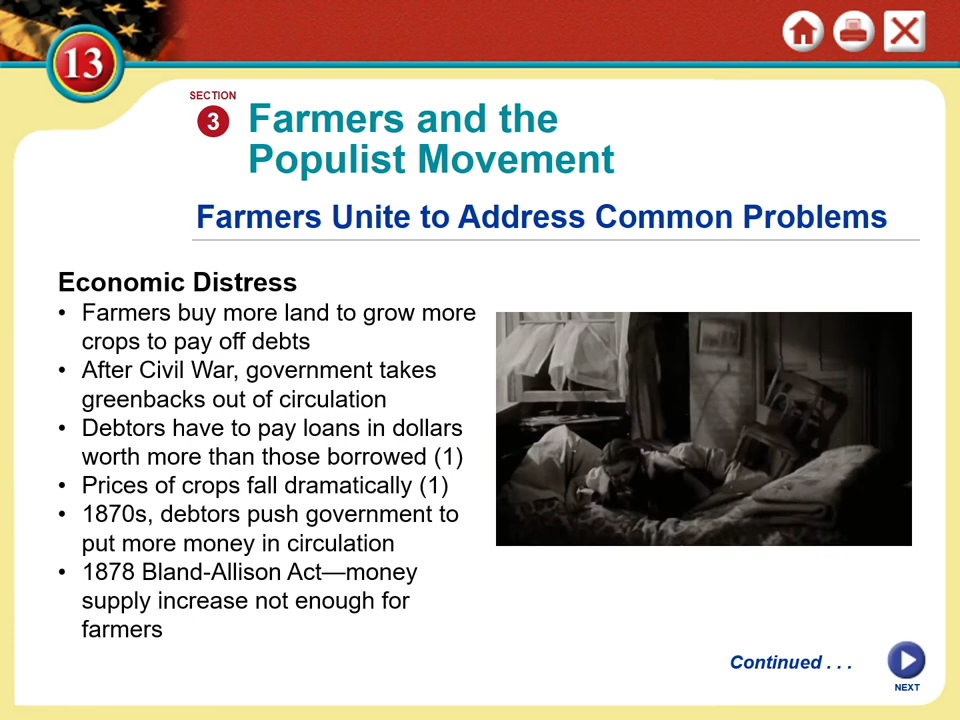 13
SECTION
3
Farmers and the
Populist Movement
Farmers Unite to Address Common Problems
Economic Distress
• Farmers buy more land to grow more
crops to pay off debts
• After Civil War, government takes
greenbacks out of circulation
• Debtors have to pay loans in dollars
worth more than those borrowed (1)
• Prices of crops fall dramatically (1)
• 1870s, debtors push government to
put more money in circulation
• 1878 Bland-Allison Act—money
supply increase not enough for
farmers
Continued . . .
NEXT